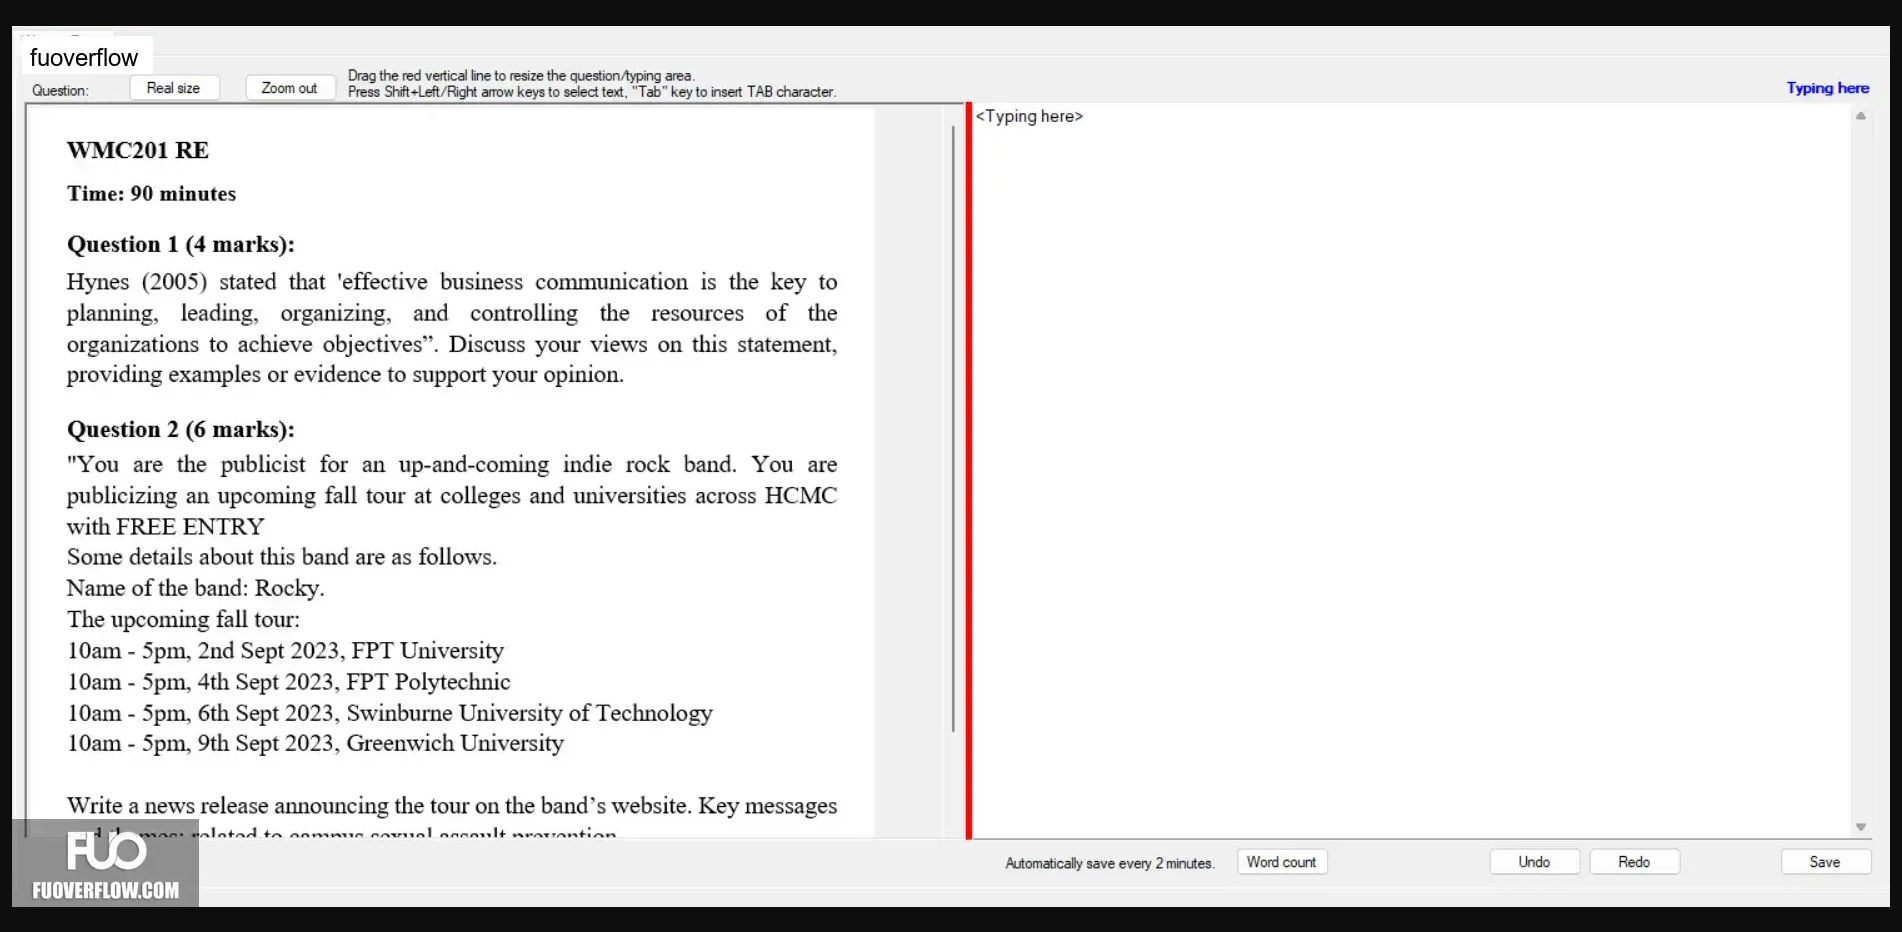 fuoverflow
Question:
Real size
Zoom out
Drag the red vertical line to resize the question/typing area.
Press Shift+Left/Right arrow keys to select text, "Tab" key to insert TAB character.
Typing here
WMC201 RE
Time: 90 minutes
Question 1 (4 marks):
Hynes (2005) stated that 'effective business communication is the key to
planning, leading, organizing, and controlling the resources of the
organizations to achieve objectives”. Discuss your views on this statement,
providing examples or evidence to support your opinion.
Question 2 (6 marks):
"You are the publicist for an up-and-coming indie rock band. You are
publicizing an upcoming fall tour at colleges and universities across HCMC
with FREE ENTRY
Some details about this band are as follows.
Name of the band: Rocky.
The upcoming fall tour:
10am - 5pm, 2nd Sept 2023, FPT University
10am - 5pm, 4th Sept 2023, FPT Polytechnic
10am - 5pm, 6th Sept 2023, Swinburne University of Technology
10am - 5pm, 9th Sept 2023, Greenwich University
Write a news release announcing the tour on the band’s website. Key messages
related to campus sexual assault prevention
<Typing here>
FUO
FUOVERFLOW.COM
Automatically save every 2 minutes.
Word count
Undo
Redo
Save